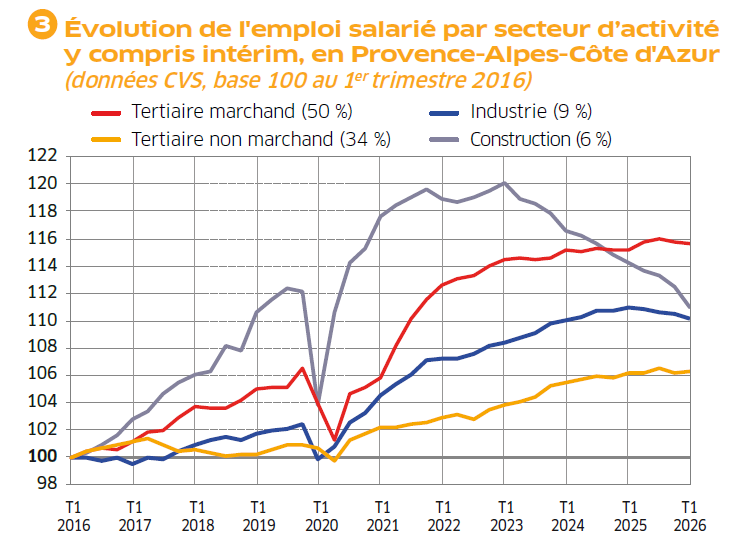 3 Évolution de l'emploi salarié par secteur d'activité
y compris intérim, en Provence-Alpes-Côte d'Azur
(données CVS, base 100 au 1er trimestre 2016)
Tertiaire marchand (50 %) Industrie (9 %)
Tertiaire non marchand (34 %) Construction (6 %)
122
120
118
116
114
112
110
108
106
104
102
100
98
T1 T1 T1 T1 T1 T1 T1 T1 T1 T1 T1
2016 2017 2018 2019 2020 2021 2022 2023 2024 2025 2026